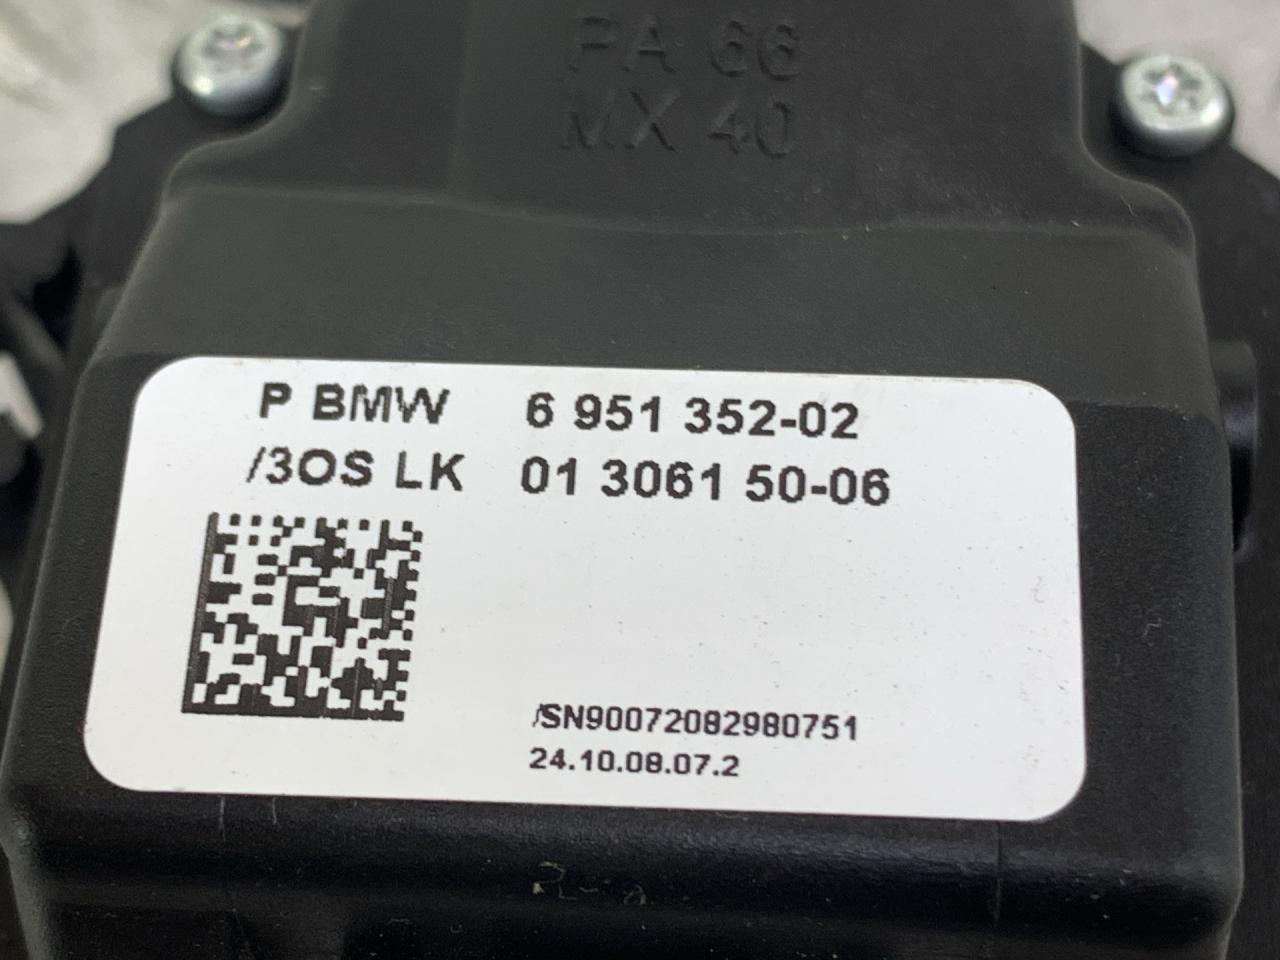 PA 66
MX 40
P BMW 6 951 352-02
/3OS LK 01 3061 50-06
/SN90072082980751
24.10.08.07.2